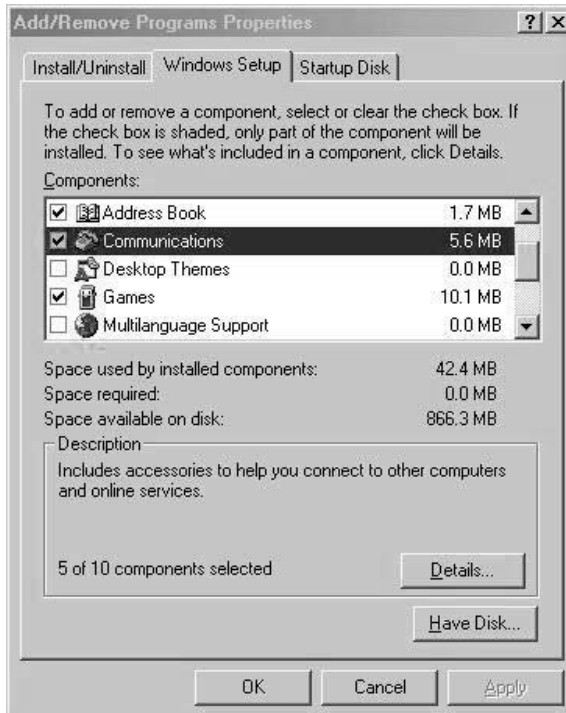 Add/Remove Programs Properties
Install/Uninstall Windows Setup Startup Disk
To add or remove a component, select or clear the check box. If
the check box is shaded, only part of the component will be
installed. To see what's included in a component, click Details.
Components:
Address Book 1.7 MB
Communications 5.6 MB
Desktop Themes 0.0 MB
Games 10.1 MB
Multilanguage Support 0.0 MB
Space used by installed components: 42.4 MB
Space required: 0.0 MB
Space available on disk: 866.3 MB
Description
Includes accessories to help you connect to other computers
and online services.
5 of 10 components selected
Details...
Have Disk...
OK Cancel Apply